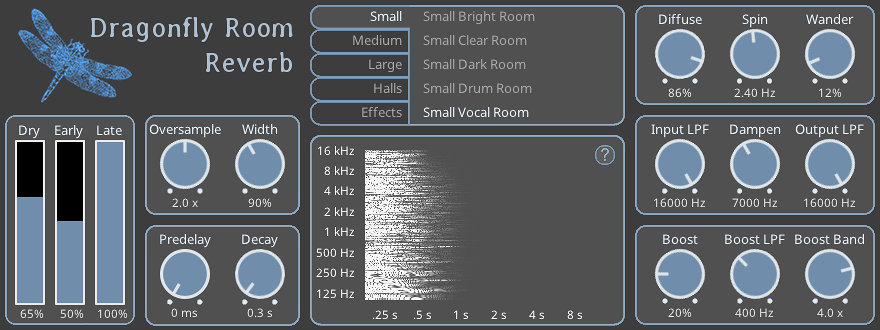 Dragonfly Room
Reverb
Small
Medium
Large
Halls
Effects
Small Bright Room
Small Clear Room
Small Dark Room
Small Drum Room
Small Vocal Room
Diffuse Spin Wander
86% 2.40 Hz 12%
Dry Early Late
65% 50% 100%
Oversample Width
2.0 x 90%
Predelay Decay
0 ms 0.3 s
?
16 kHz
8 kHz
4 kHz
2 kHz
1 kHz
500 Hz
250 Hz
125 Hz
.25 s .5 s 1 s 2 s 4 s 8 s
Input LPF Dampen Output LPF
16000 Hz 7000 Hz 16000 Hz
Boost Boost LPF Boost Band
20% 400 Hz 4.0 x